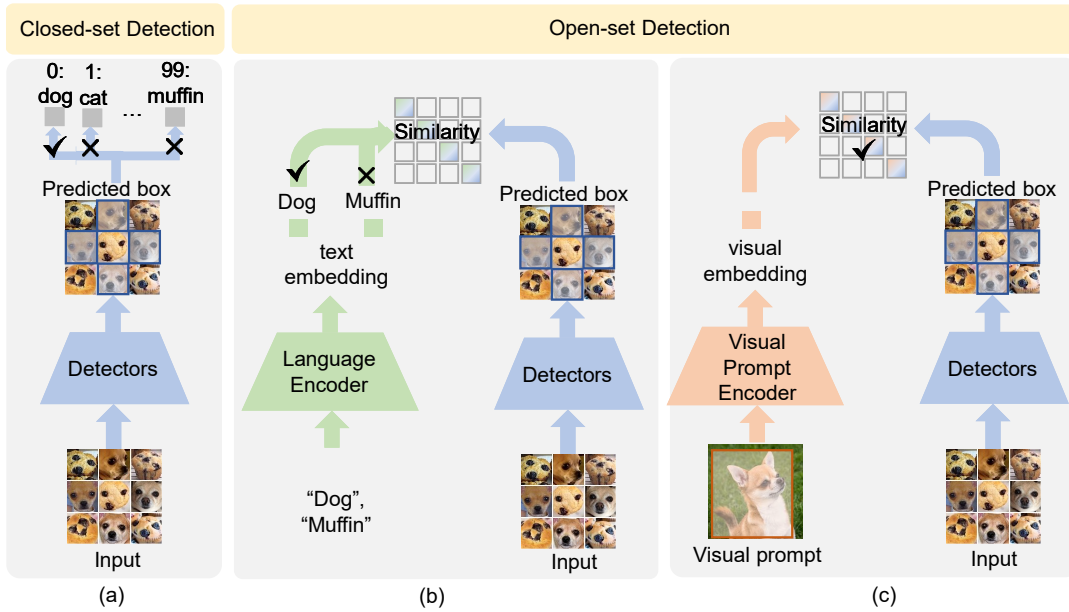 Closed-set Detection
Open-set Detection
0: 1: 99:
dog cat ... muffin
Predicted box
Detectors
Input
(a)
Similarity
Dog Muffin
text
embedding
Language
Encoder
“Dog”,
“Muffin”
Predicted box
Detectors
Input
(b)
Similarity
visual
embedding
Visual
Prompt
Encoder
Visual prompt
Predicted box
Detectors
Input
(c)